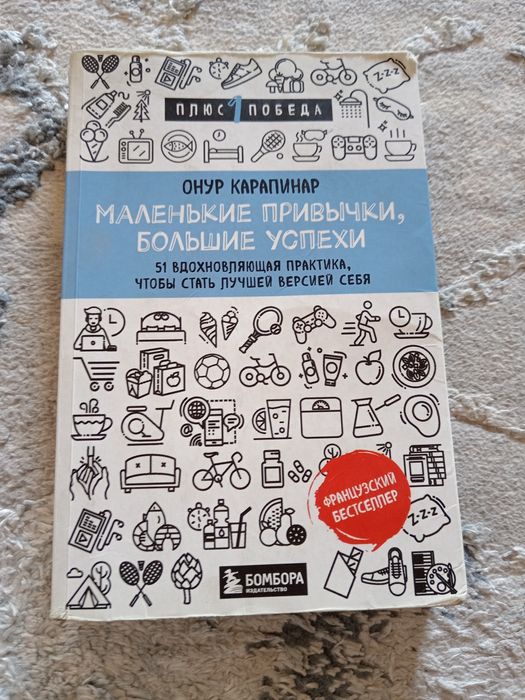 Z-Z-Z
ПЛЮС 1 ПОБЕДА
ОНУР КАРАПИНАР
МАЛЕНЬКИЕ ПРИВЫЧКИ,
БОЛЬШИЕ УСПЕХИ
51 ВДОХНОВЛЯЮЩАЯ ПРАКТИКА,
ЧТОБЫ СТАТЬ ЛУЧШЕЙ ВЕРСИЕЙ СЕБЯ
ФРАНЦУЗСКИЙ
БЕСТСЕЛЛЕР
Z-Z-Z
БОМБОРА
ИЗДАТЕЛЬСТВО